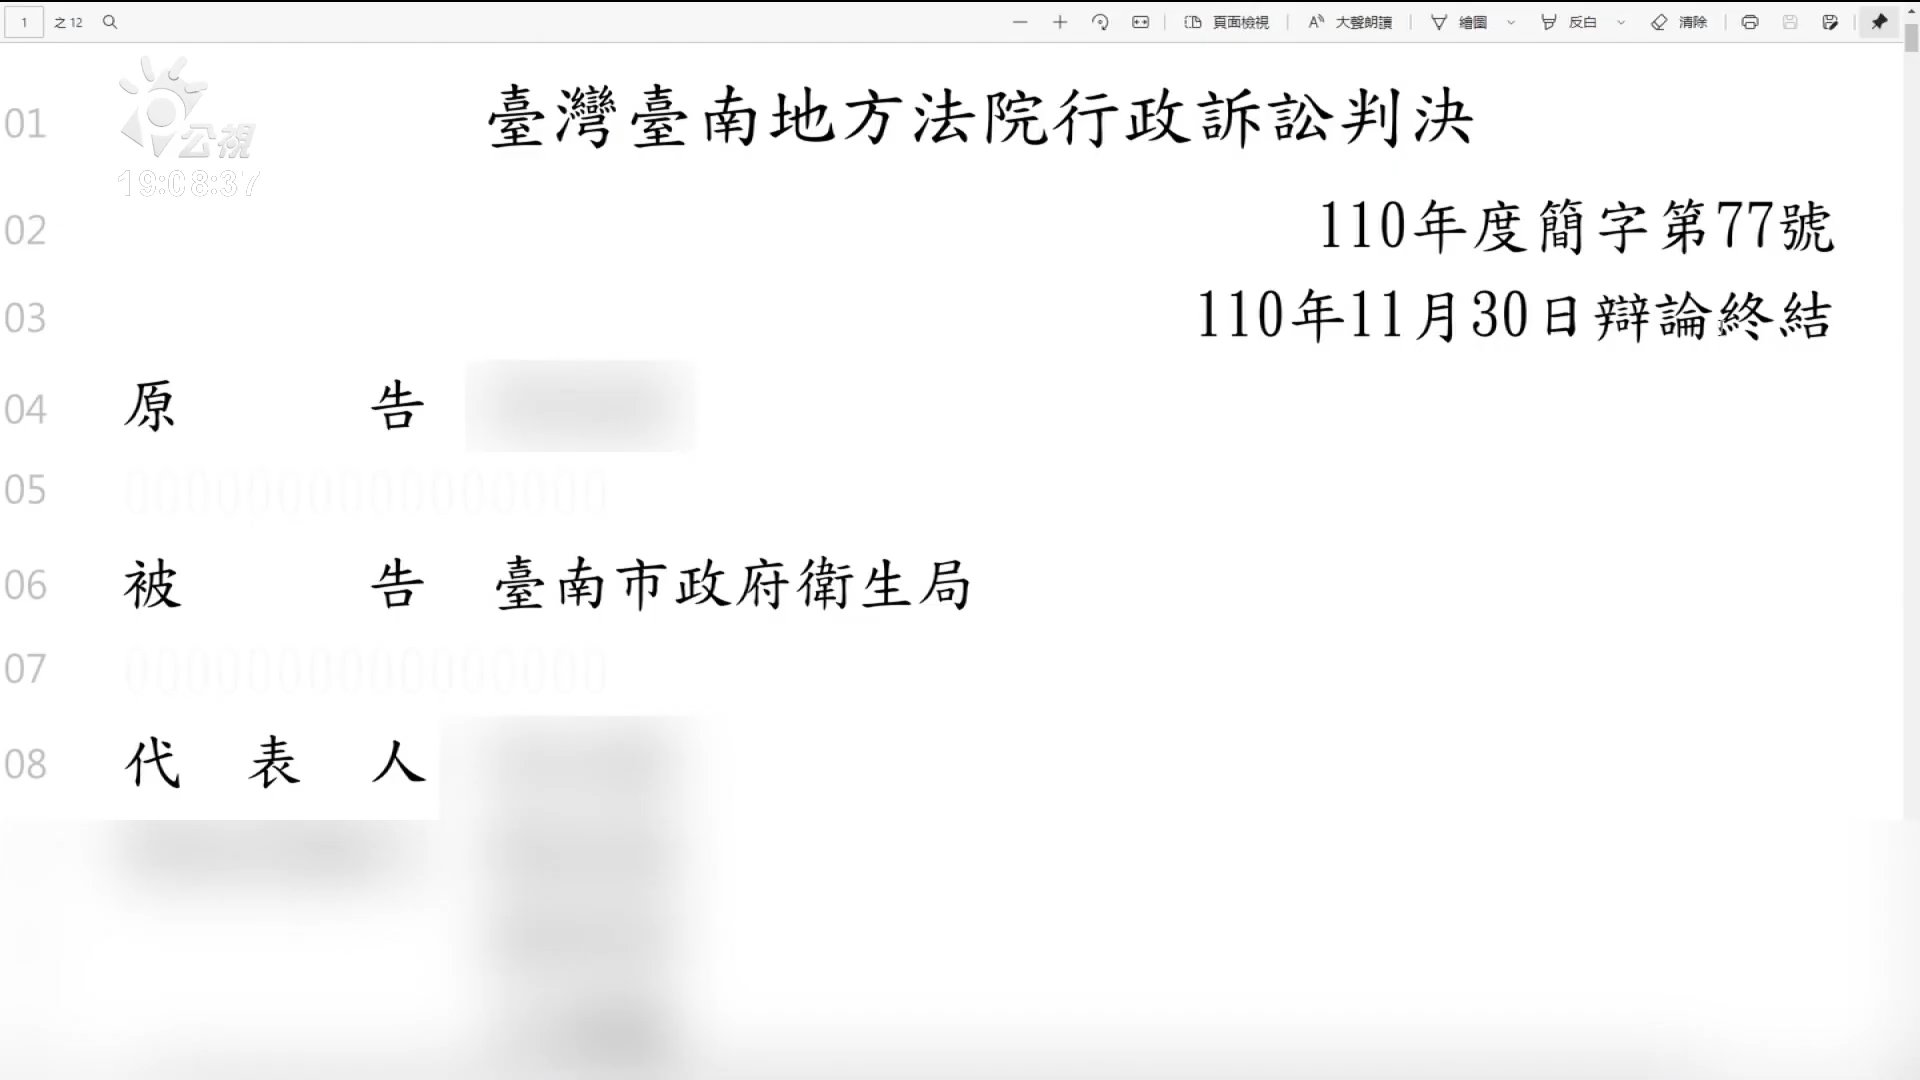 1 之 12 頁面檢視 大聲朗讀 繪圖 反白 清除
公視
19:08:37
01 臺灣臺南地方法院行政訴訟判決
02 110年度簡字第77號
03 110年11月30日辯論終結
04 原 告
05 0000000000000000
06 被 告 臺南市政府衛生局
07 0000000000000000
08 代 表 人